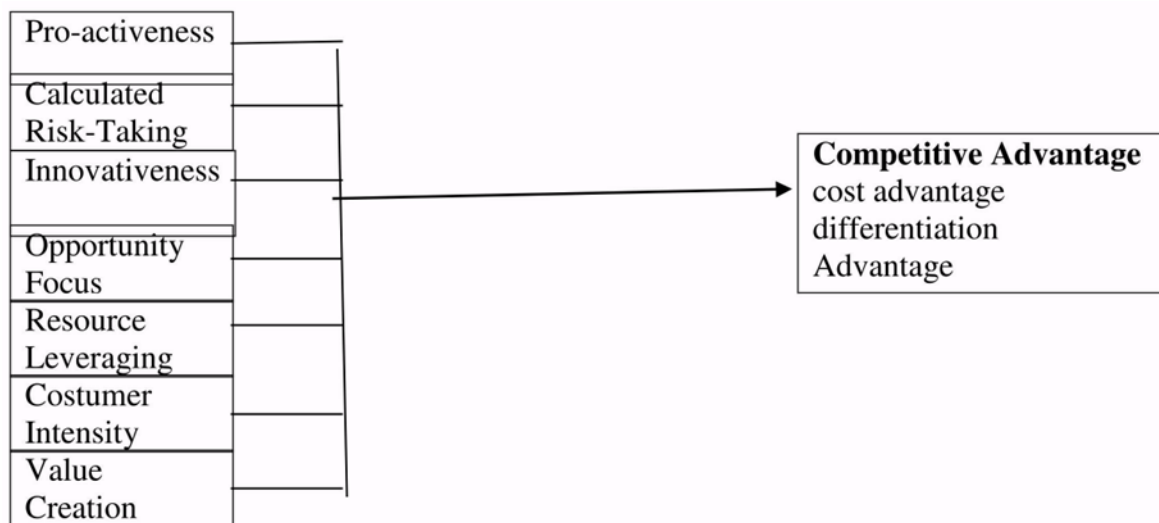 Pro-activeness
Calculated
Risk-Taking
Innovativeness
Opportunity
Focus
Resource
Leveraging
Costumer
Intensity
Value
Creation
Competitive Advantage
cost advantage
differentiation
Advantage